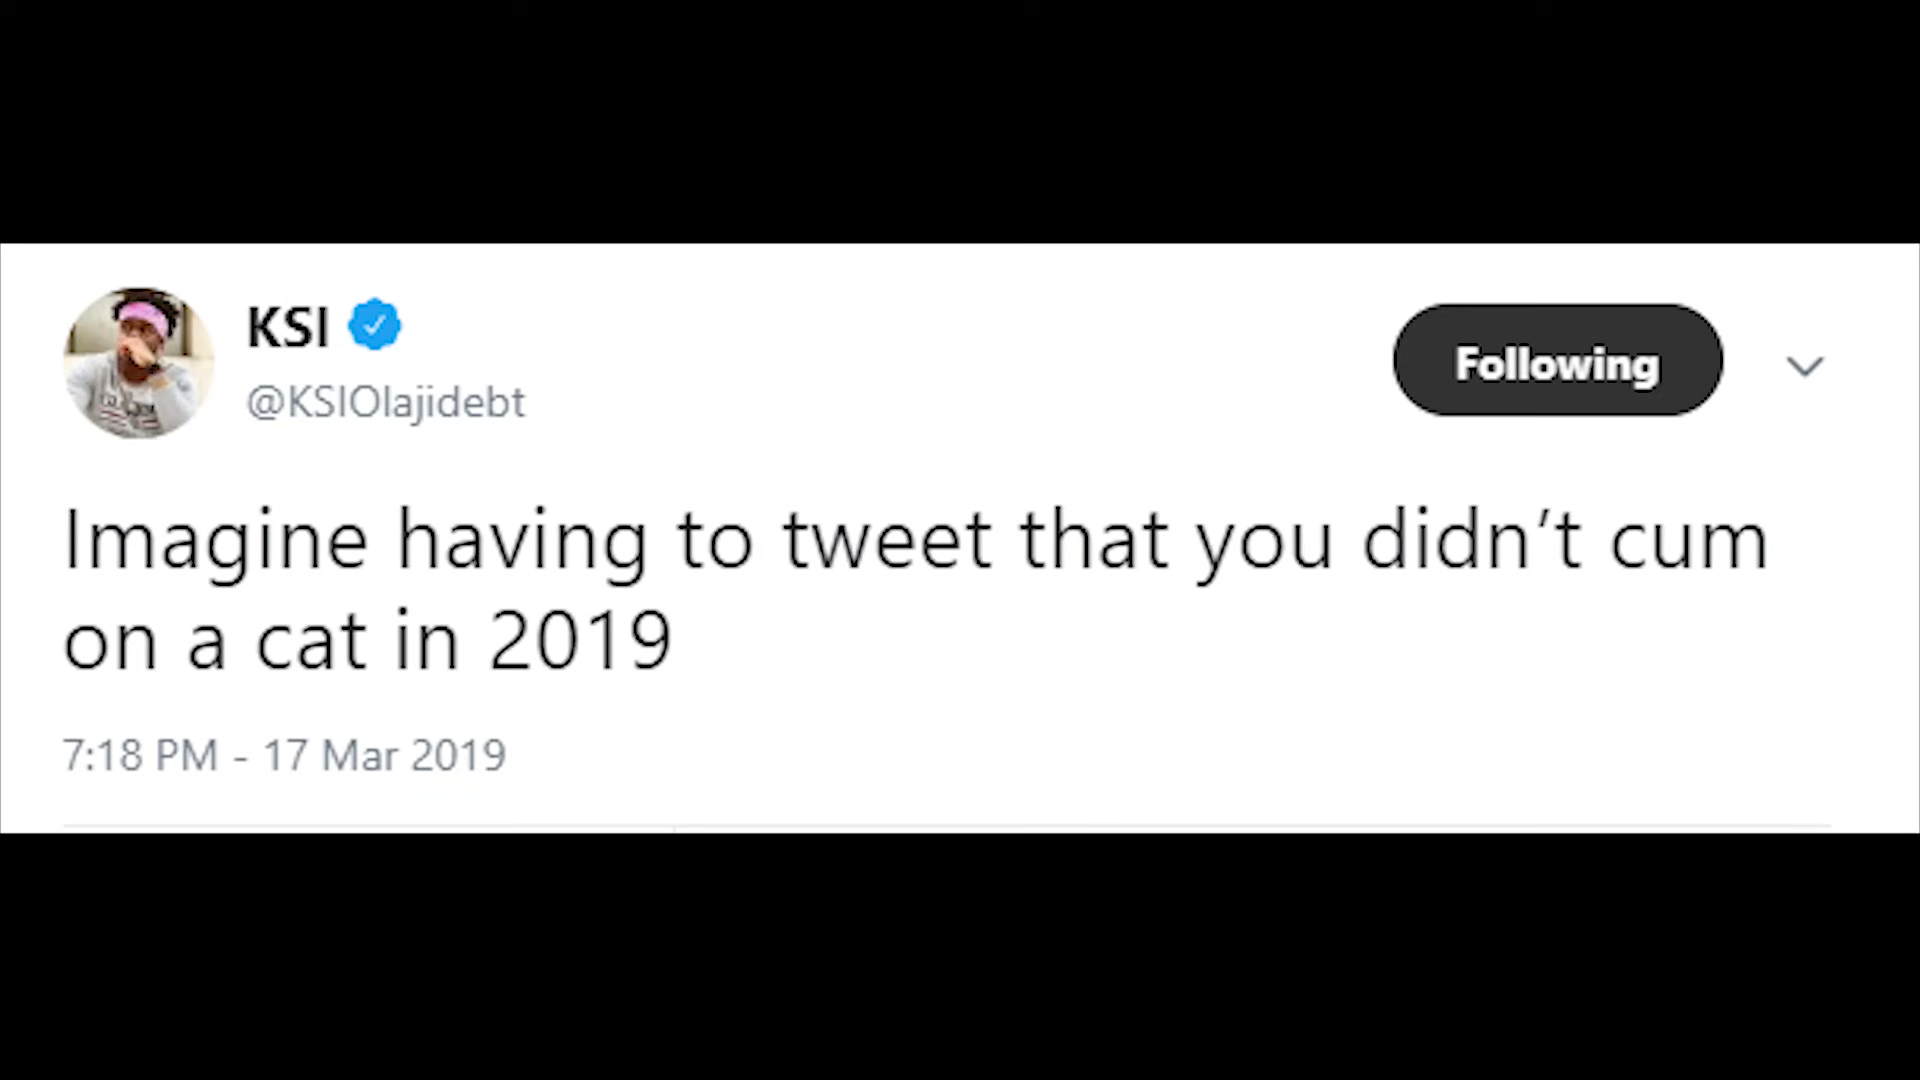 KSI
@KSIOlajidebt
Following
Imagine having to tweet that you didn’t cum
on a cat in 2019
7:18 PM - 17 Mar 2019